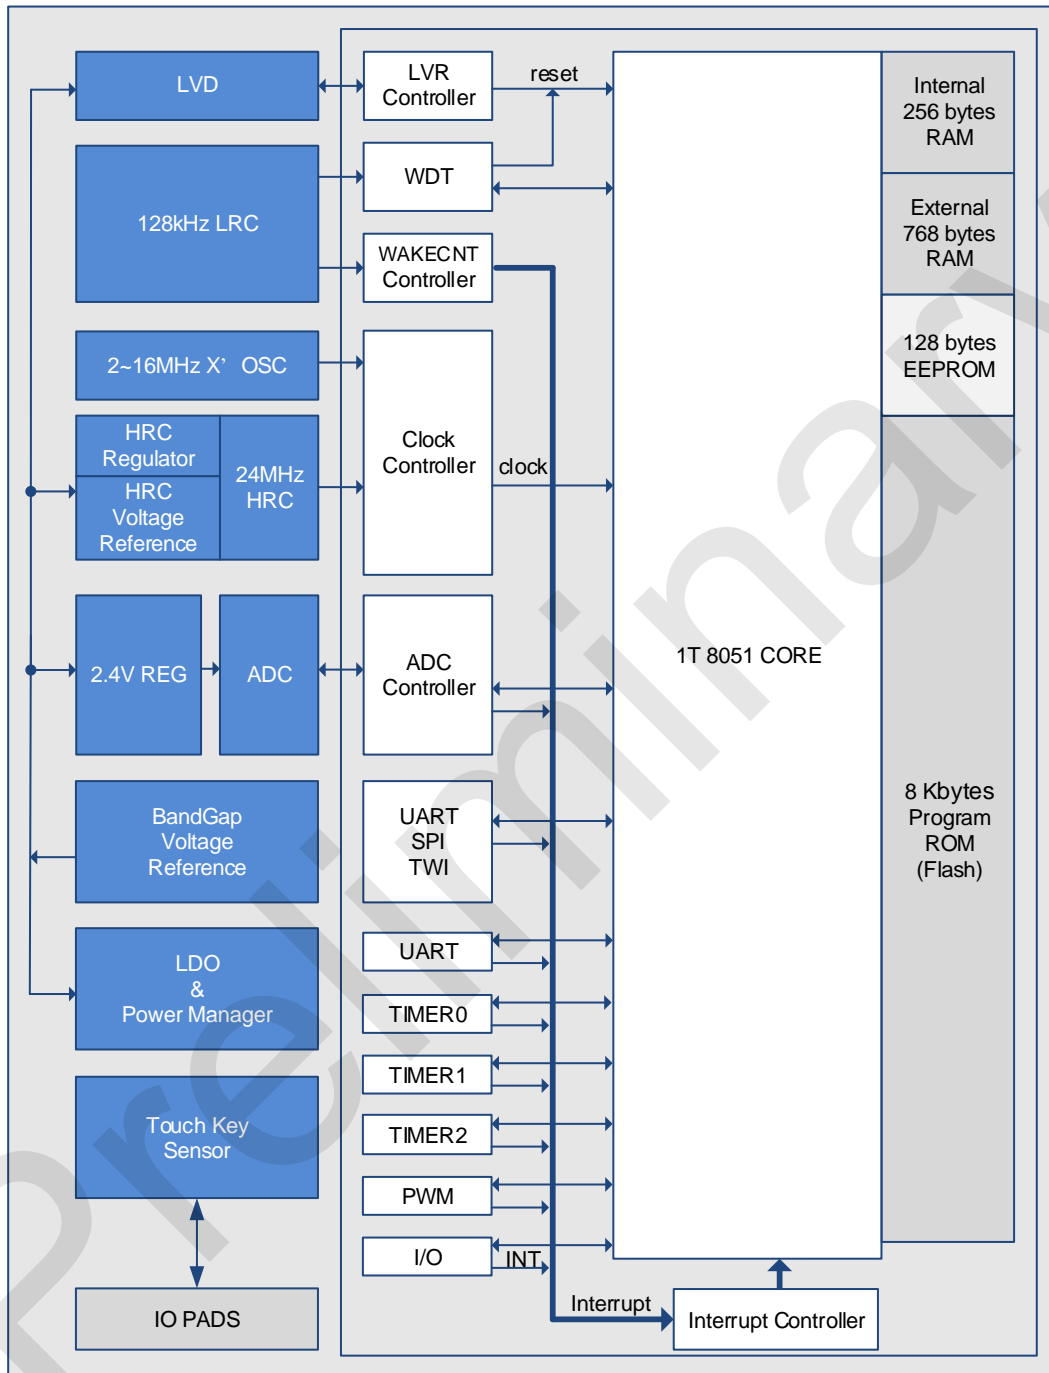 LVD
LVR
Controller
reset
Internal
256 bytes
RAM
128kHz LRC
WDT
External
768 bytes
RAM
WAKECNT
Controller
2~16MHz X’ OSC
128 bytes
EEPROM
HRC
Regulator
HRC
Voltage
Reference
24MHz
HRC
Clock
Controller
clock
2.4V REG
ADC
ADC
Controller
1T 8051 CORE
BandGap
Voltage
Reference
UART
SPI
TWI
8 Kbytes
Program
ROM
(Flash)
LDO
&
Power Manager
UART
TIMER0
TIMER1
Touch Key
Sensor
TIMER2
PWM
I/O
INT
IO PADS
Interrupt
Interrupt Controller
Preliminary